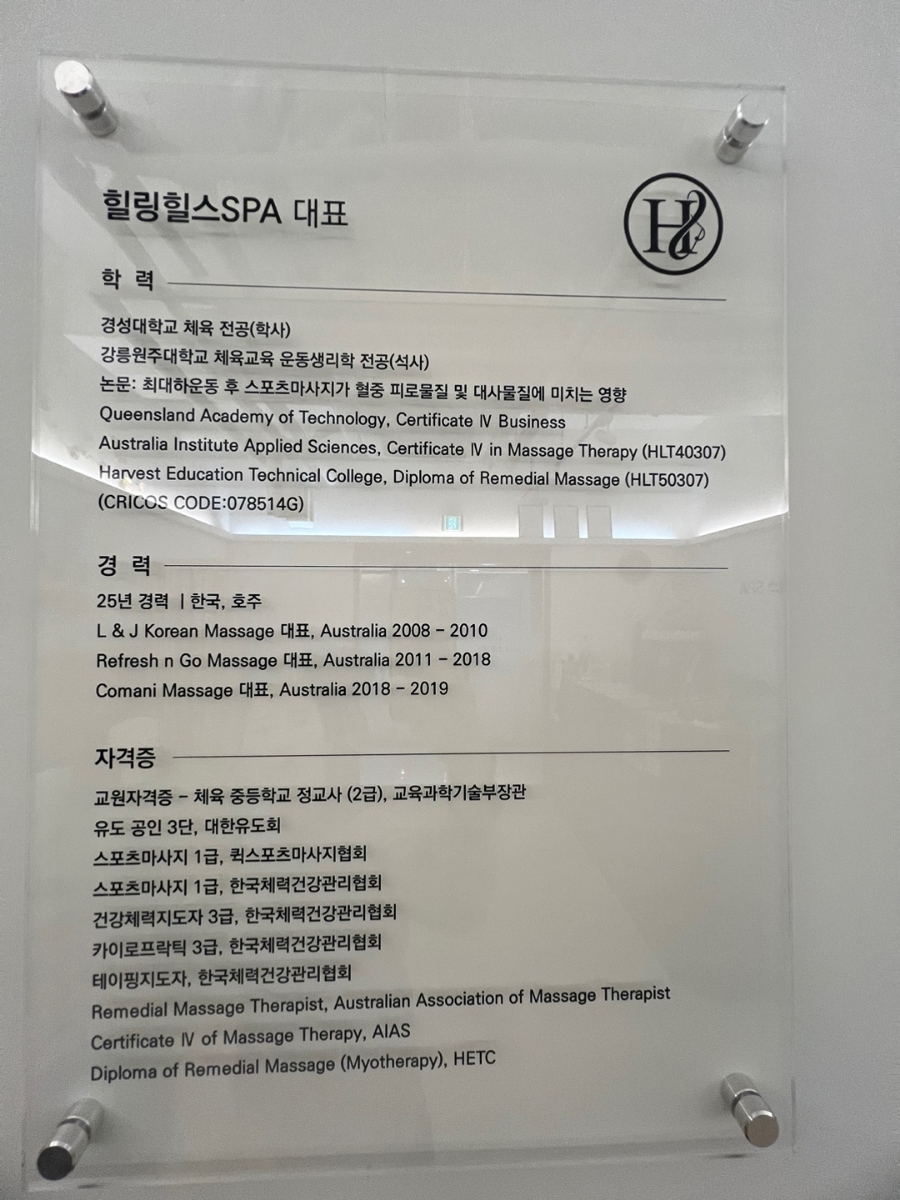 힐링힐스SPA 대표
HS
학 력
경성대학교 체육 전공(학사)
강릉원주대학교 체육교육 운동생리학 전공(석사)
논문: 최대하운동 후 스포츠마사지가 혈중 피로물질 및 대사물질에 미치는 영향
Queensland Academy of Technology, Certificate Ⅳ Business
Australia Institute Applied Sciences, Certificate Ⅳ in Massage Therapy (HLT40307)
Harvest Education Technical College, Diploma of Remedial Massage (HLT50307)
(CRICOS CODE:078514G)
경 력
25년 경력 ㅣ한국, 호주
L & J Korean Massage 대표, Australia 2008 – 2010
Refresh n Go Massage 대표, Australia 2011 – 2018
Comani Massage 대표, Australia 2018 – 2019
자격증
교원자격증 – 체육 중등학교 정교사 (2급), 교육과학기술부장관
유도 공인 3단, 대한유도회
스포츠마사지 1급, 퀵스포츠마사지협회
스포츠마사지 1급, 한국체력건강관리협회
건강체력지도자 3급, 한국체력건강관리협회
카이로프락틱 3급, 한국체력건강관리협회
테이핑지도자, 한국체력건강관리협회
Remedial Massage Therapist, Australian Association of Massage Therapist
Certificate Ⅳ of Massage Therapy, AIAS
Diploma of Remedial Massage (Myotherapy), HETC